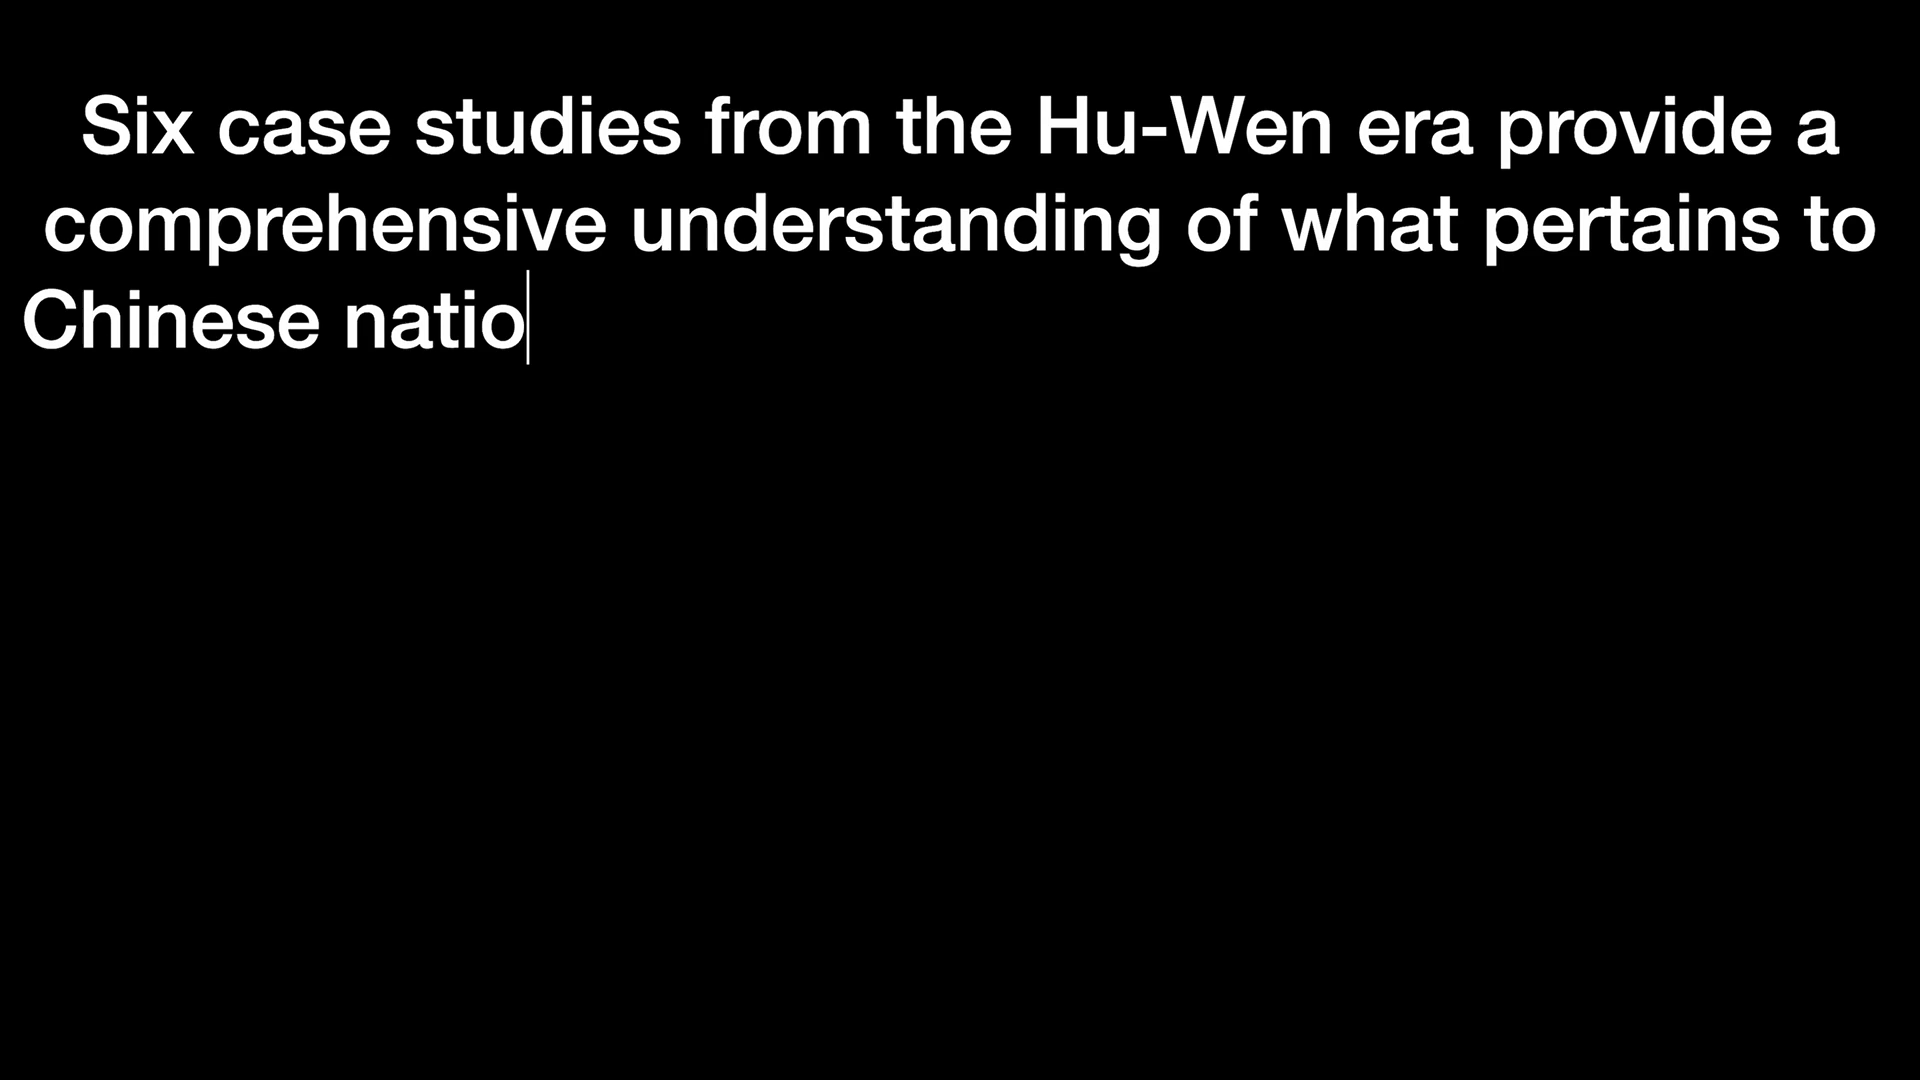 Six case studies from the Hu-Wen era provide a
comprehensive understanding of what pertains to
Chinese natio